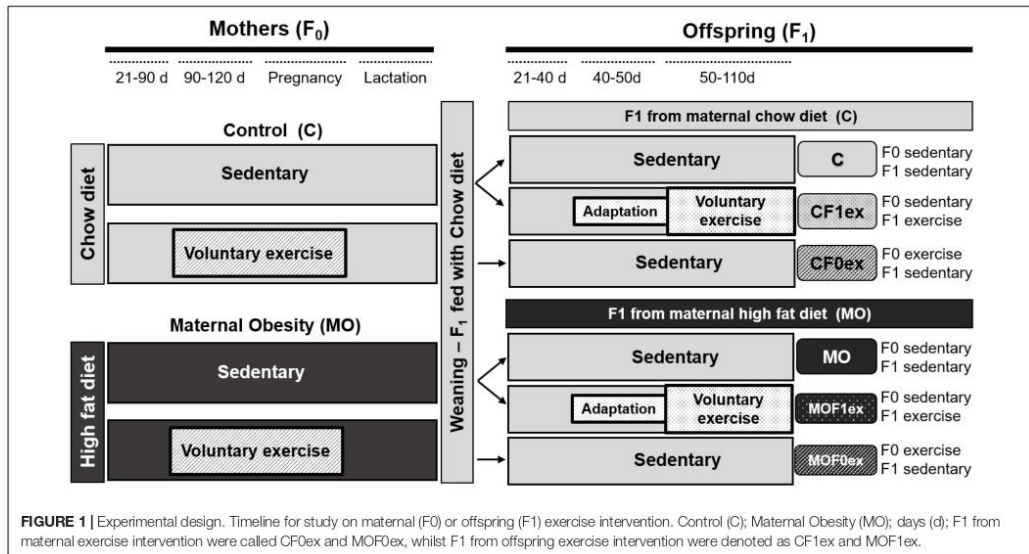 Mothers (F₀)
21-90 d 90-120 d Pregnancy Lactation
Control (C)
Chow diet
Sedentary
Voluntary exercise
Maternal Obesity (MO)
High fat diet
Sedentary
Voluntary exercise
Weaning – F₁ fed with Chow diet
Offspring (F₁)
21-40 d 40-50d 50-110d
F1 from maternal chow diet (C)
Sedentary
C
F0 sedentary
F1 sedentary
Adaptation
Voluntary
exercise
CF1ex
F0 sedentary
F1 exercise
Sedentary
CF0ex
F0 exercise
F1 sedentary
F1 from maternal high fat diet (MO)
Sedentary
MO
F0 sedentary
F1 sedentary
Adaptation
Voluntary
exercise
MOF1ex
F0 sedentary
F1 exercise
Sedentary
MOF0ex
F0 exercise
F1 sedentary
FIGURE 1 | Experimental design. Timeline for study on maternal (F0) or offspring (F1) exercise intervention. Control (C); Maternal Obesity (MO); days (d); F1 from
maternal exercise intervention were called CF0ex and MOF0ex, whilst F1 from offspring exercise intervention were denoted as CF1ex and MOF1ex.